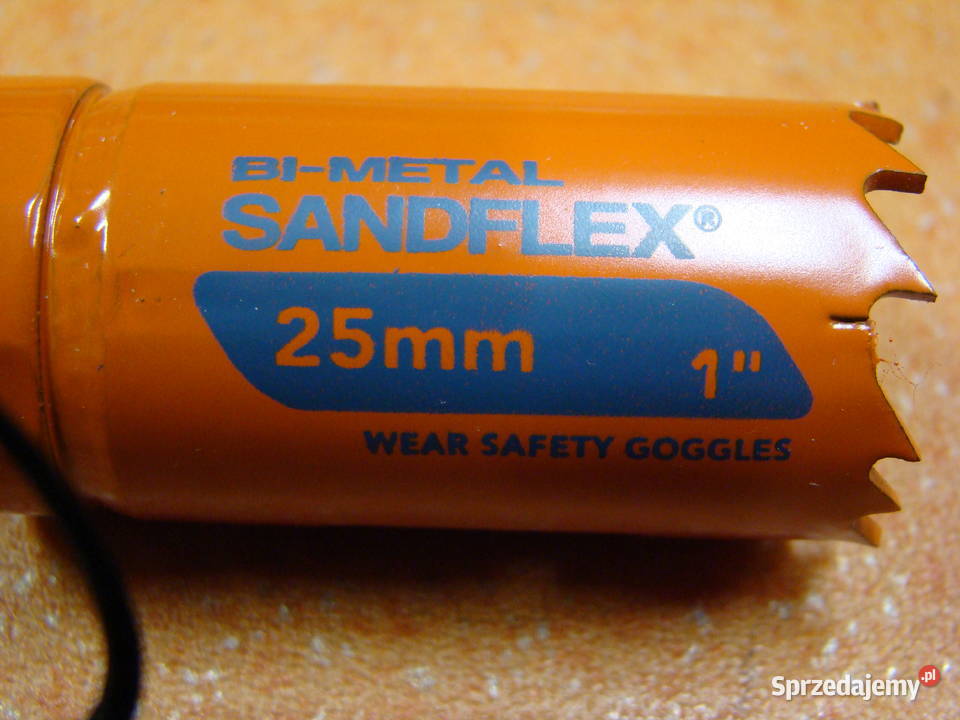 BI-METAL
SANDFLEX®
25mm 1"
WEAR SAFETY GOGGLES
Sprzedajemy.pl